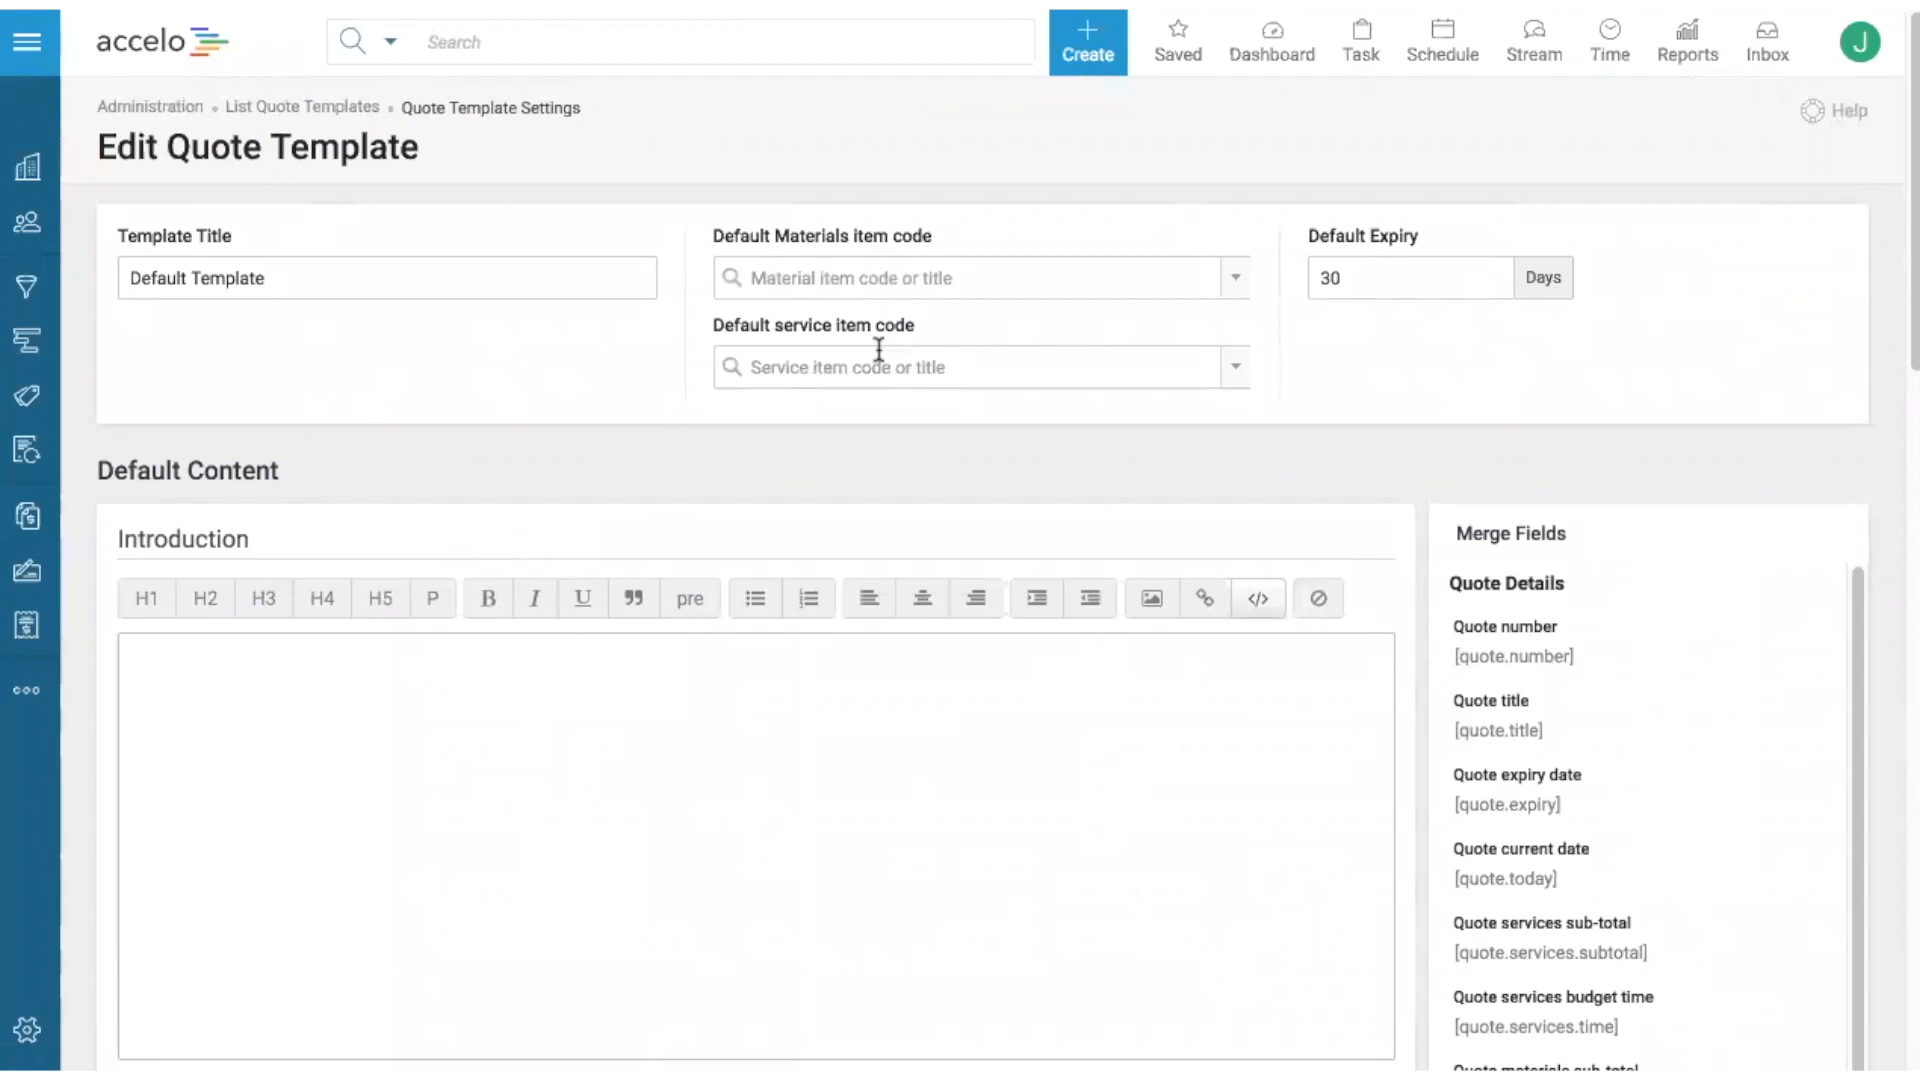 accelo
Search
Create
Saved
Dashboard
Task
Schedule
Stream
Time
Reports
Inbox
J
Administration
List Quote Templates
Quote Template Settings
Help
Edit Quote Template
Template Title
Default Materials item code
Default Expiry
Default Template
Material item code or title
30
Days
Default service item code
Service item code or title
Default Content
Introduction
Merge Fields
H1 H2 H3 H4 H5 P B I U pre </>
Quote Details
Quote number
[quote.number]
Quote title
[quote.title]
Quote expiry date
[quote.expiry]
Quote current date
[quote.today]
Quote services sub-total
[quote.services.subtotal]
Quote services budget time
[quote.services.time]
Quote materials sub-total